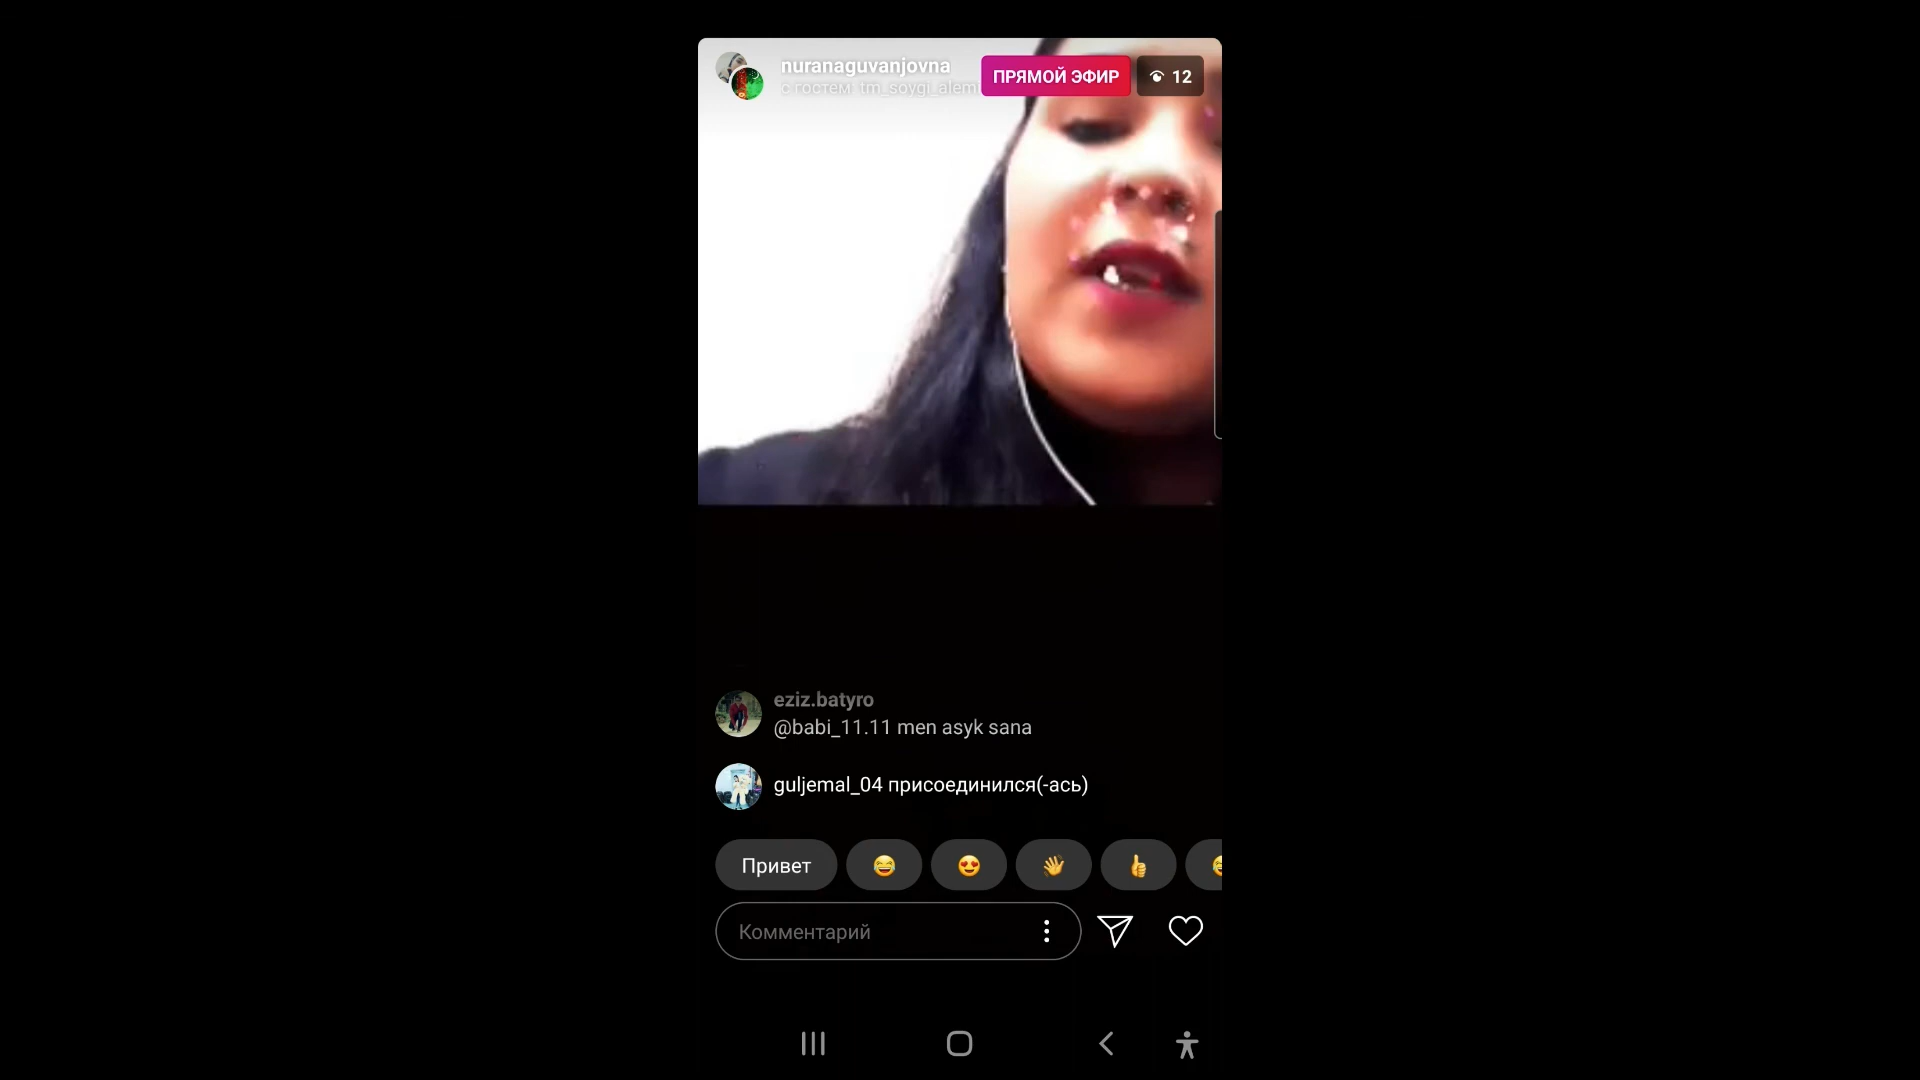 nuranaguvanjovna
с гостем tm_soygi_alemi
ПРЯМОЙ ЭФИР
12
eziz.batyro
@babi_11.11 men asyk sana
guljemal_04 присоединился(-ась)
Привет
Комментарий